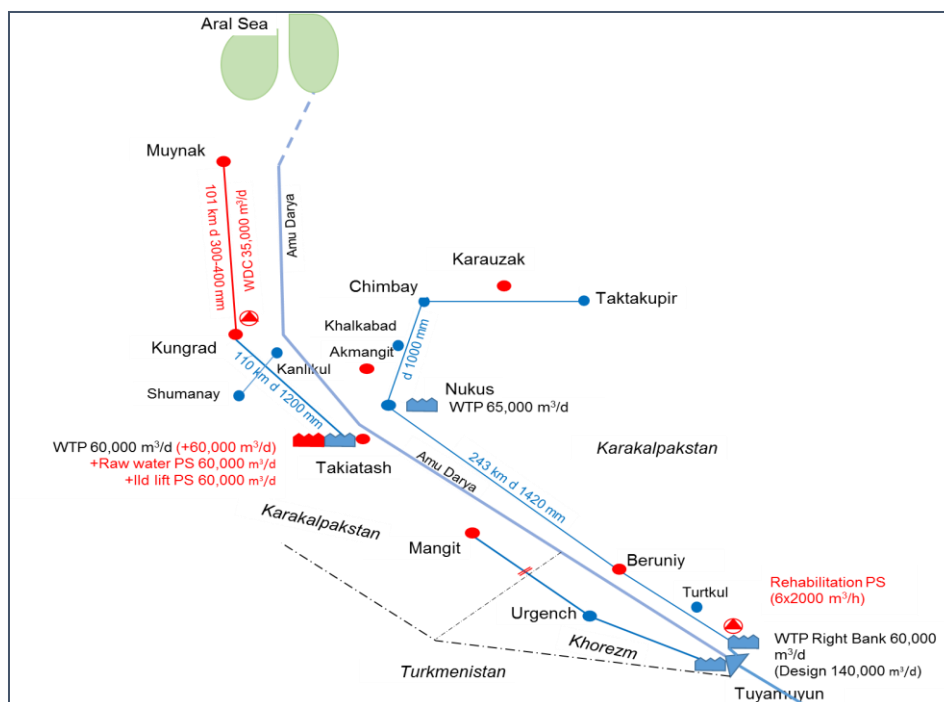 Aral Sea
Muynak
101 km d 300-400 mm
WDC 35,000 m³/d
Amu Darya
Karauzak
Chimbay
Taktakupir
Khalkabad
d 1000 mm
Kungrad
Akmangit
Kanlikul
110 km d 1200 mm
Shumanay
Nukus
WTP 65,000 m³/d
WTP 60,000 m³/d (+60,000 m³/d)
+Raw water PS 60,000 m³/d
+IId lift PS 60,000 m³/d
Takiatash
Karakalpakstan
Amu Darya
243 km d 1420 mm
Karakalpakstan
Mangit
Beruniy
Rehabilitation PS
(6x2000 m³/h)
Turtkul
Urgench
Khorezm
WTP Right Bank 60,000
m³/d
(Design 140,000 m³/d)
Turkmenistan
Tuyamuyun